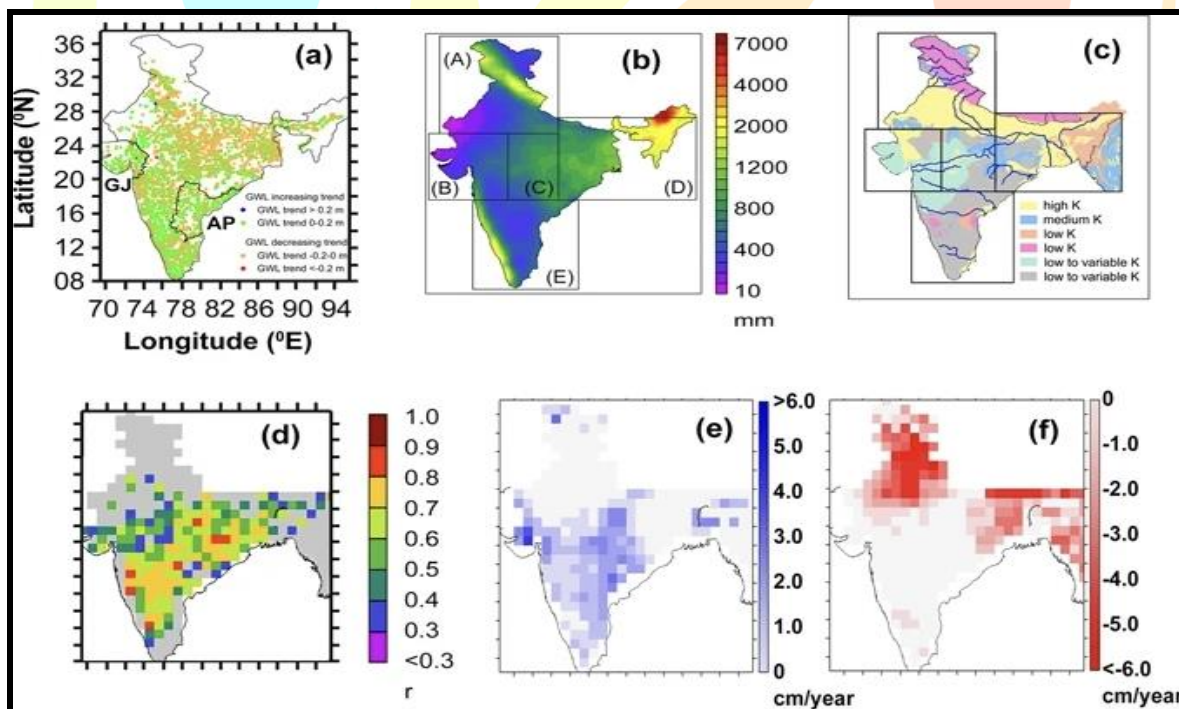 (a)
36
32
28
24
20
16
12
08
Latitude (⁰N)
GJ
AP
GWL increasing trend
GWL trend > 0.2 m
GWL trend 0-0.2 m
GWL decreasing trend
GWL trend -0.2-0 m
GWL trend <-0.2 m
70 74 78 82 86 90 94
Longitude (⁰E)
(b)
(A)
(B)
(C)
(D)
(E)
7000
4000
2000
800
400
10
mm
(c)
high K
medium K
low K
low K
low to variable K
low to variable K
(d)
1.0
0.9
0.8
0.7
0.6
0.5
0.4
0.3
<0.3
r
(e)
>6.0
5.0
4.0
3.0
2.0
1.0
0
cm/year
(f)
0
-1.0
-2.0
-3.0
-4.0
-5.0
<-6.0
cm/year